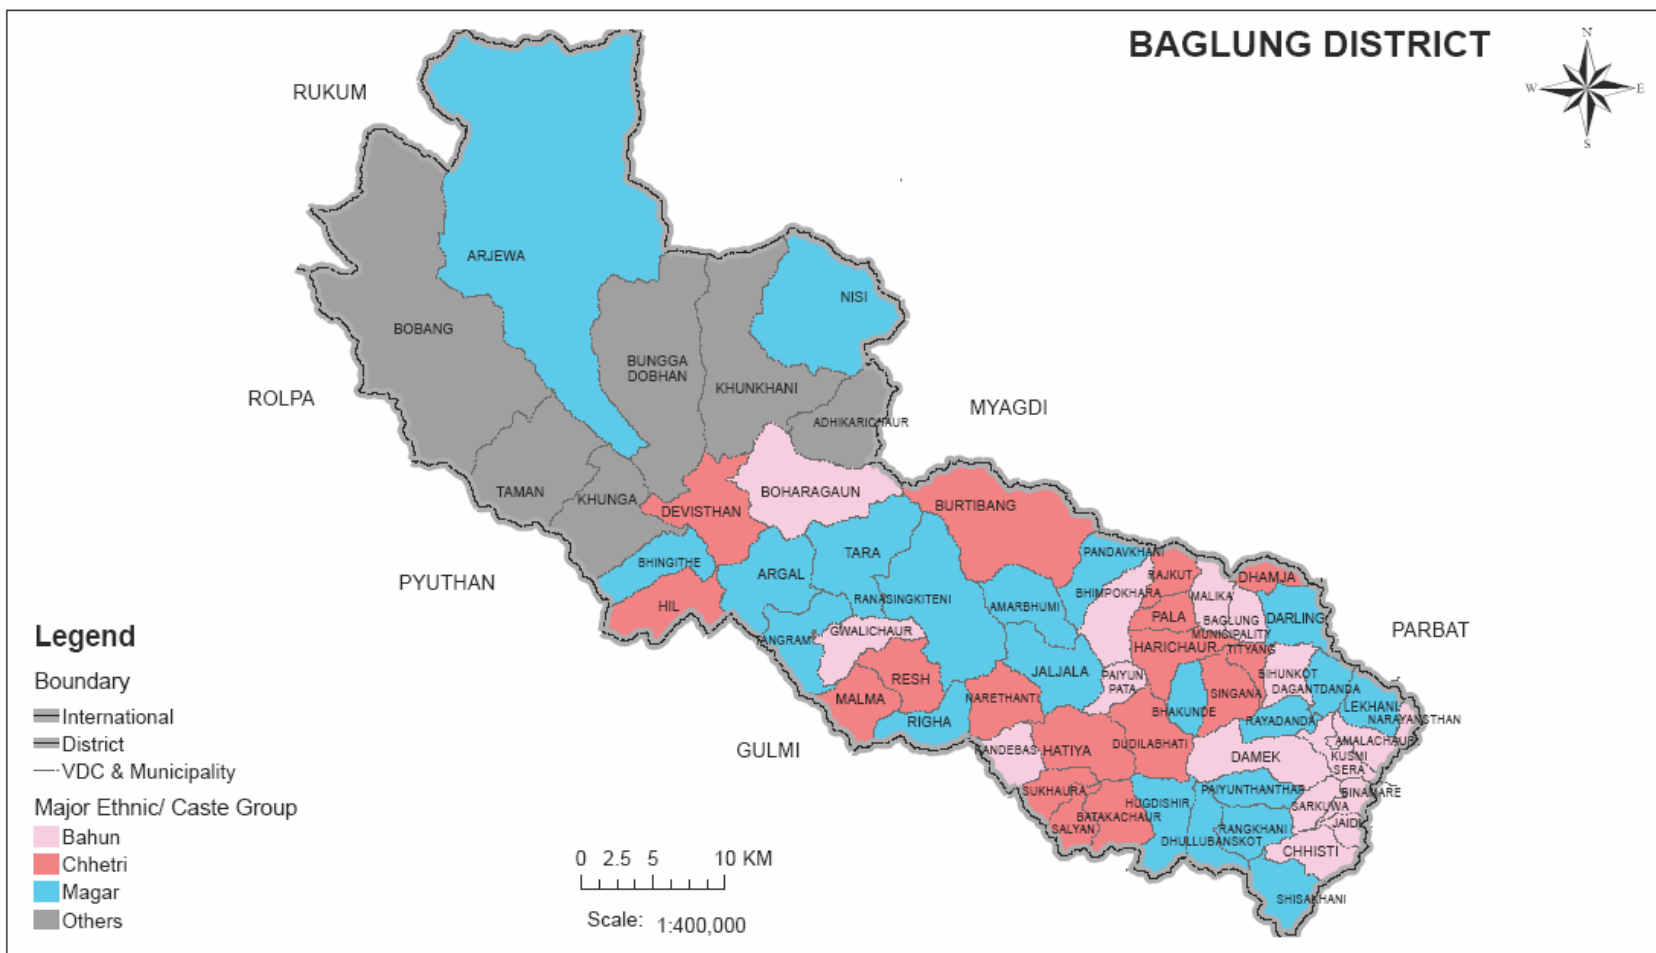 BAGLUNG DISTRICT
N
W
E
S
RUKUM
ARJEWA
NISI
BOBANG
BUNGGA
DOBHAN
KHUNKHANI
ROLPA
MYAGDI
ADHIKARICHAUR
TAMAN
KHUNGA
BOHARAGAUN
DEVISTHAN
BURTIBANG
PYUTHAN
BHINGITHE
TARA
PANDAVKHANI
ARGAL
RAJKUT
DHAMJA
HIL
RANASINGKITENI
AMARBHUMI
BHIMPOKHARA
MALIKA
PALA
BAGLUNG
MUNICIPALITY
DARLING
PARBAT
TANGRAM
GWALICHAUR
HARICHAUR
TITYANG
RESH
JALJALA
PAIYUN
PATA
BIHUNKOT
DAGANTDANDA
MALMA
NARETHANTI
SINGANA
LEKHANI
RIGHA
BHAKUNDE
RAYADANDA
NARAYANSTHAN
GULMI
KANDEBAS
HATIYA
DUDILABHATI
DAMEK
AMALACHAUR
KUSMI
SERA
SUKHAURA
HUGDISHIR
PAIYUNTHANTHAP
BINAMARE
SARKUWA
BATAKACHAUR
SALYAN
RANGKHANI
JAIDI
DHULLUBANSKOT
CHHISTI
SHISAKHANI
Legend
Boundary
International
District
VDC & Municipality
Major Ethnic/ Caste Group
Bahun
Chhetri
Magar
Others
0 2.5 5 10 KM
Scale: 1:400,000